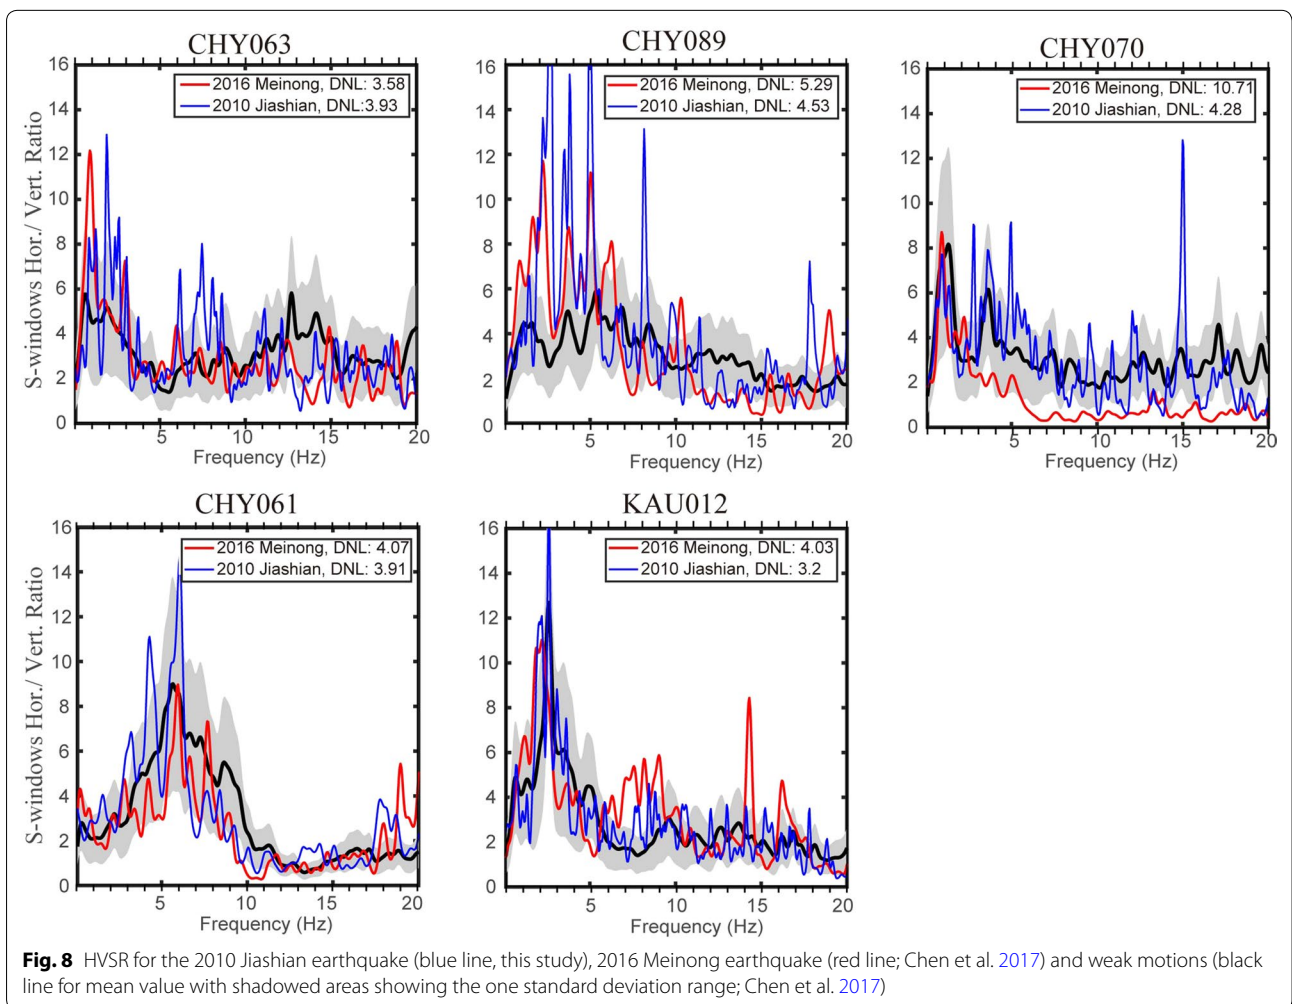 CHY063
CHY089
CHY070
2016 Meinong, DNL: 3.58
2010 Jiashian, DNL:3.93
2016 Meinong, DNL: 5.29
2010 Jiashian, DNL: 4.53
2016 Meinong, DNL: 10.71
2010 Jiashian, DNL: 4.28
S-windows Hor./ Vert. Ratio
16
14
12
10
8
6
4
2
0
5
10
15
20
Frequency (Hz)
16
14
12
10
8
6
4
2
0
5
10
15
20
Frequency (Hz)
16
14
12
10
8
6
4
2
0
5
10
15
20
Frequency (Hz)
CHY061
KAU012
2016 Meinong, DNL: 4.07
2010 Jiashian, DNL: 3.91
2016 Meinong, DNL: 4.03
2010 Jiashian, DNL: 3.2
S-windows Hor./ Vert. Ratio
16
14
12
10
8
6
4
2
0
5
10
15
20
Frequency (Hz)
16
14
12
10
8
6
4
2
0
5
10
15
20
Frequency (Hz)
Fig. 8 HVSR for the 2010 Jiashian earthquake (blue line, this study), 2016 Meinong earthquake (red line; Chen et al. 2017) and weak motions (black
line for mean value with shadowed areas showing the one standard deviation range; Chen et al. 2017)